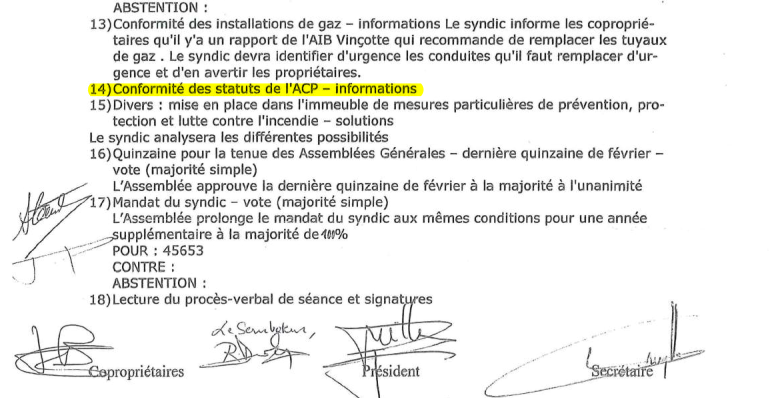 ABSTENTION :
13) Conformité des installations de gaz – informations Le syndic informe les coproprié-
taires qu'il y'a un rapport de l'AIB Vinçotte qui recommande de remplacer les tuyaux
de gaz . Le syndic devra identifier d'urgence les conduites qu'il faut remplacer d'ur-
gence et d'en avertir les propriétaires.
14) Conformité des statuts de l'ACP – informations
15) Divers : mise en place dans l'immeuble de mesures particulières de prévention, pro-
tection et lutte contre l'incendie – solutions
Le syndic analysera les différentes possibilités
16) Quinzaine pour la tenue des Assemblées Générales – dernière quinzaine de février –
vote (majorité simple)
L'Assemblée approuve la dernière quinzaine de février à la majorité à l'unanimité
17) Mandat du syndic – vote (majorité simple)
L'Assemblée prolonge le mandat du syndic aux mêmes conditions pour une année
supplémentaire à la majorité de 100%
POUR : 45653
CONTRE :
ABSTENTION :
18) Lecture du procès-verbal de séance et signatures
Copropriétaires
Président
Secrétaire